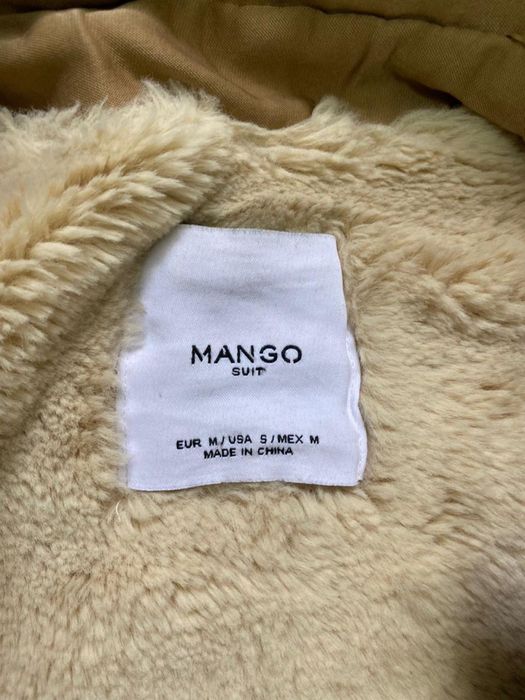 MANGO
SUIT
EUR M / USA S / MEX M
MADE IN CHINA